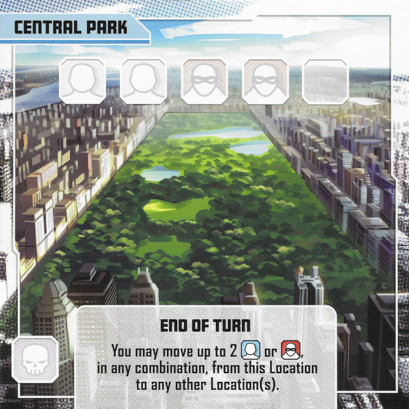 CENTRAL PARK
END OF TURN
You may move up to 2 or ,
in any combination, from this Location
to any other Location(s).